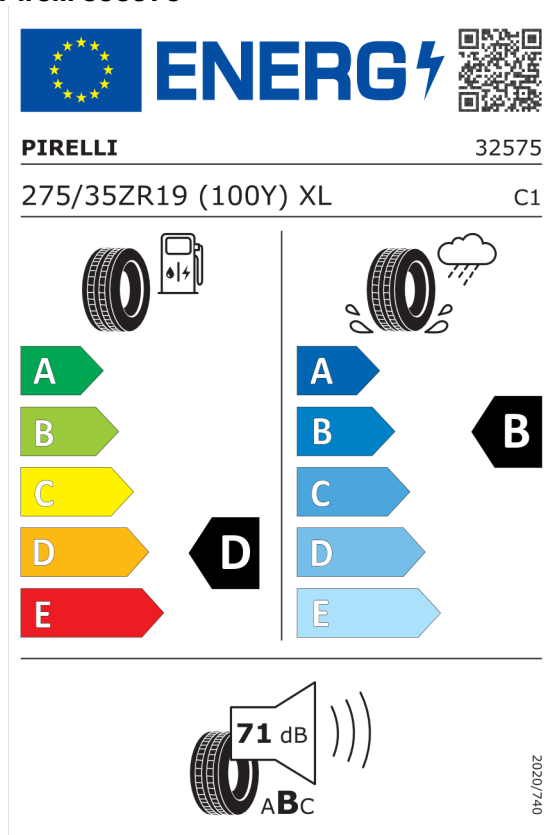 ENERG
PIRELLI 32575
275/35ZR19 (100Y) XL C1
A A
B B B
C C
D D D
E E
71 dB
ABC
2020/740